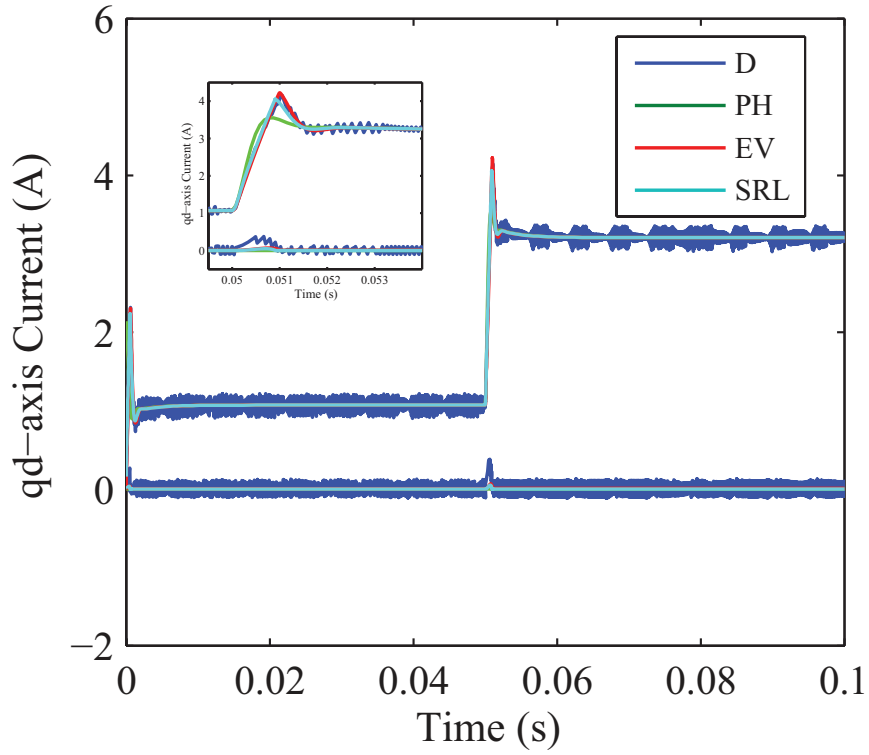 6
4
2
0
−2
0
0.02
0.04
0.06
0.08
0.1
qd−axis Current (A)
Time (s)
D
PH
EV
SRL
4
3
2
1
0
0.05
0.051
0.052
0.053
qd−axis Current (A)
Time (s)